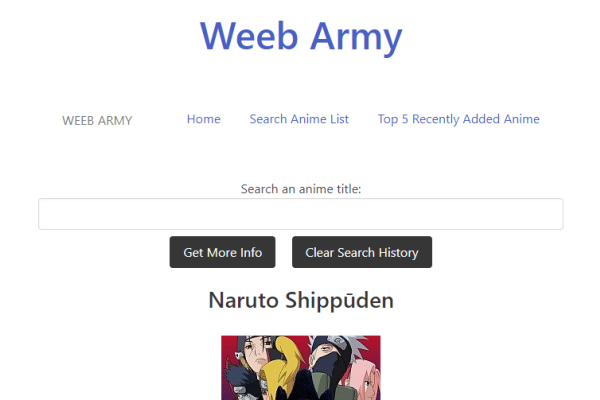 Weeb Army
WEEB ARMY Home Search Anime List Top 5 Recently Added Anime
Search an anime title:
Get More Info Clear Search History
Naruto Shippūden